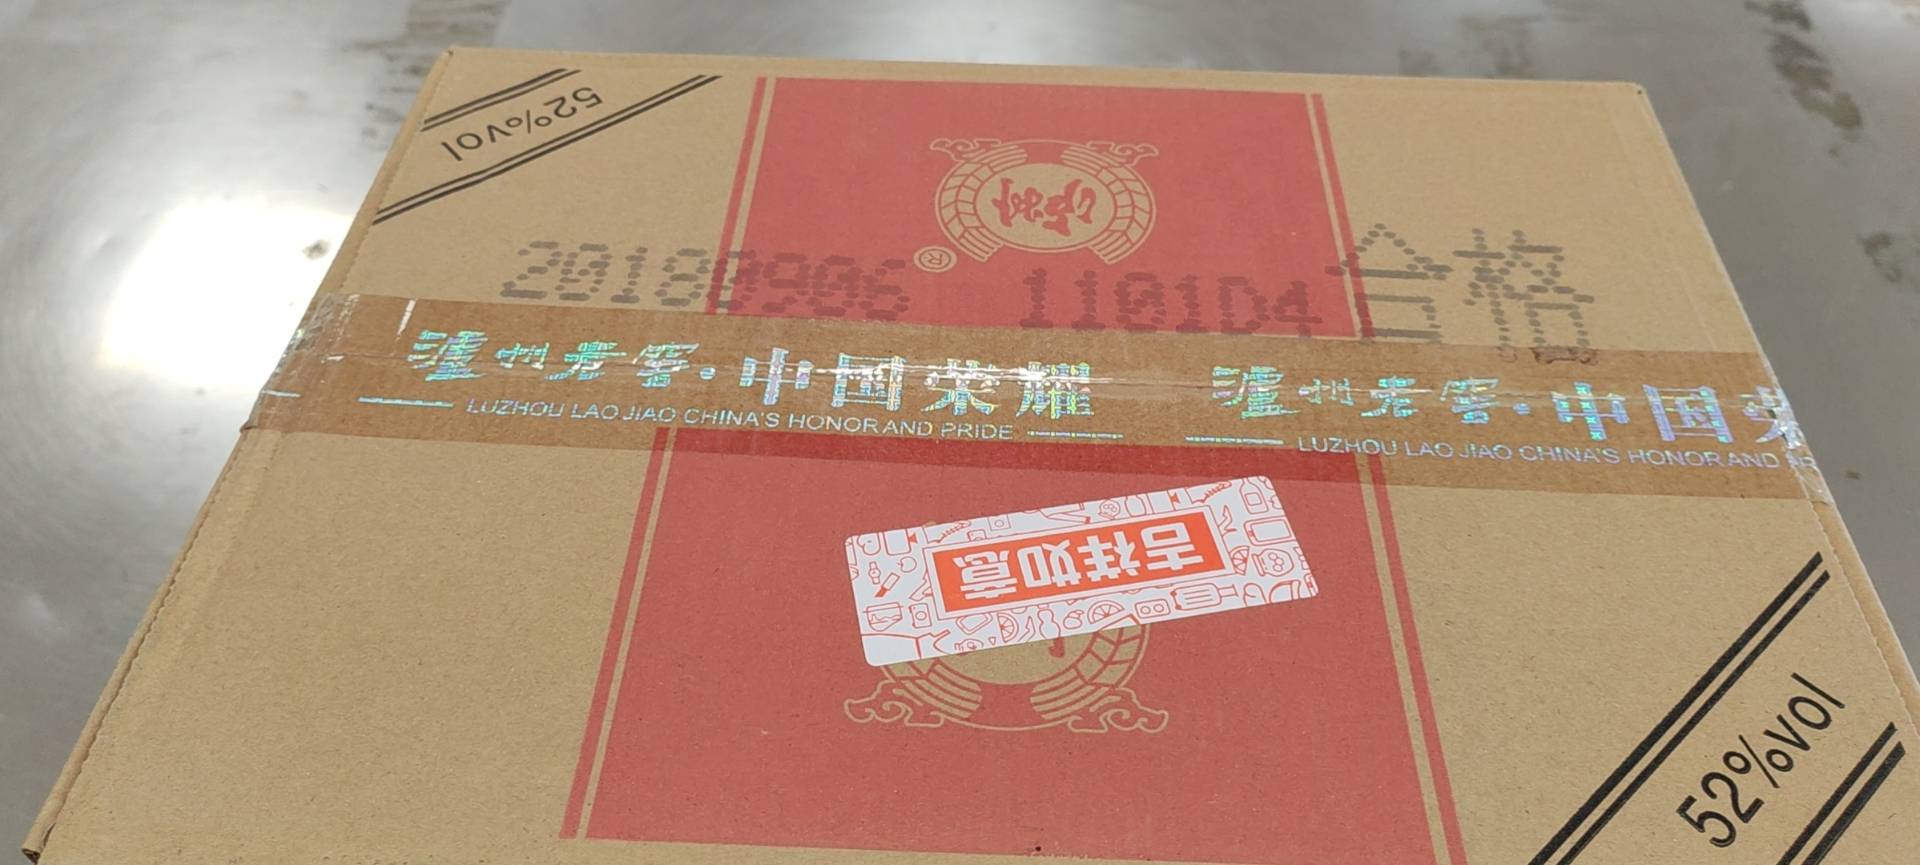 52%vol
®
20180906 1101D4 合格
泸州老窖·中国荣耀 泸州老窖·中国荣
LUZHOU LAO JIAO CHINA'S HONOR AND PRIDE LUZHOU LAO JIAO CHINA'S HONOR AND PR
吉祥如意
52%vol